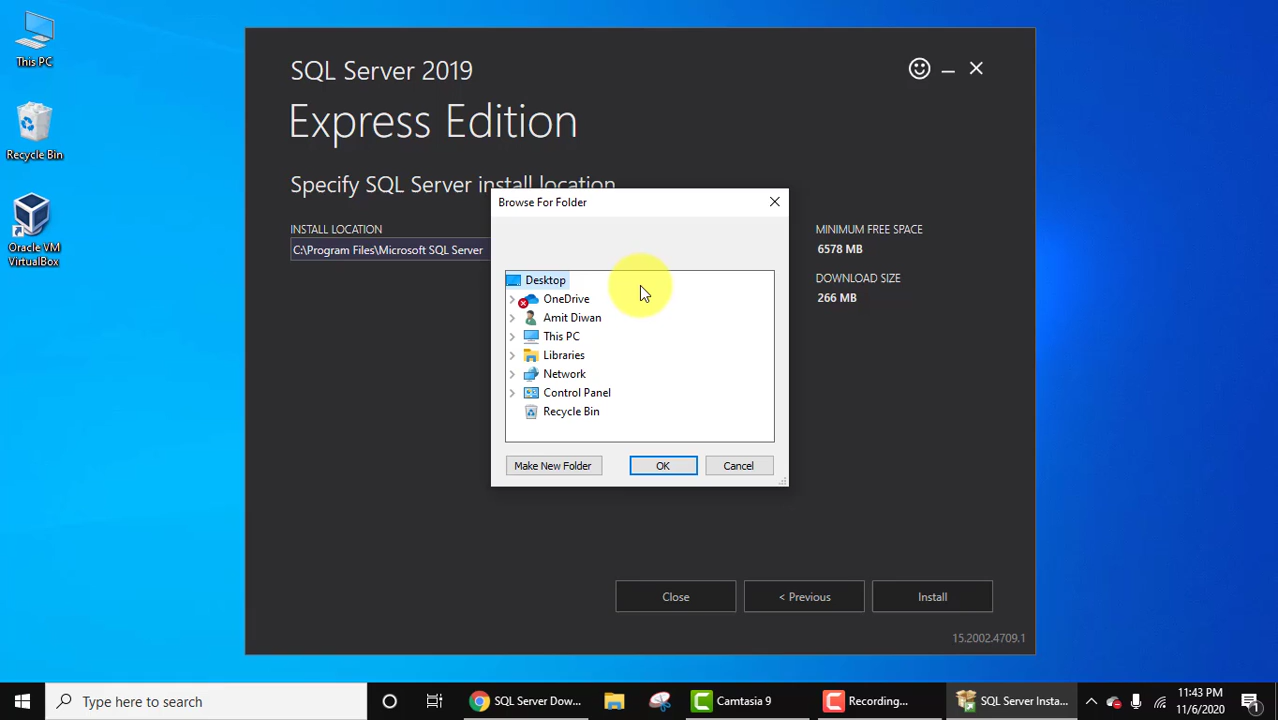 This PC
Recycle Bin
Oracle VM
VirtualBox
SQL Server 2019
Express Edition
Specify SQL Server install location
INSTALL LOCATION
C:\Program Files\Microsoft SQL Server
MINIMUM FREE SPACE
6578 MB
DOWNLOAD SIZE
266 MB
Browse For Folder
Desktop
OneDrive
Amit Diwan
This PC
Libraries
Network
Control Panel
Recycle Bin
Make New Folder
OK
Cancel
Close
< Previous
Install
15.2002.4709.1
Type here to search
SQL Server Dow...
Camtasia 9
Recording...
SQL Server Insta...
11:43 PM
11/6/2020
1